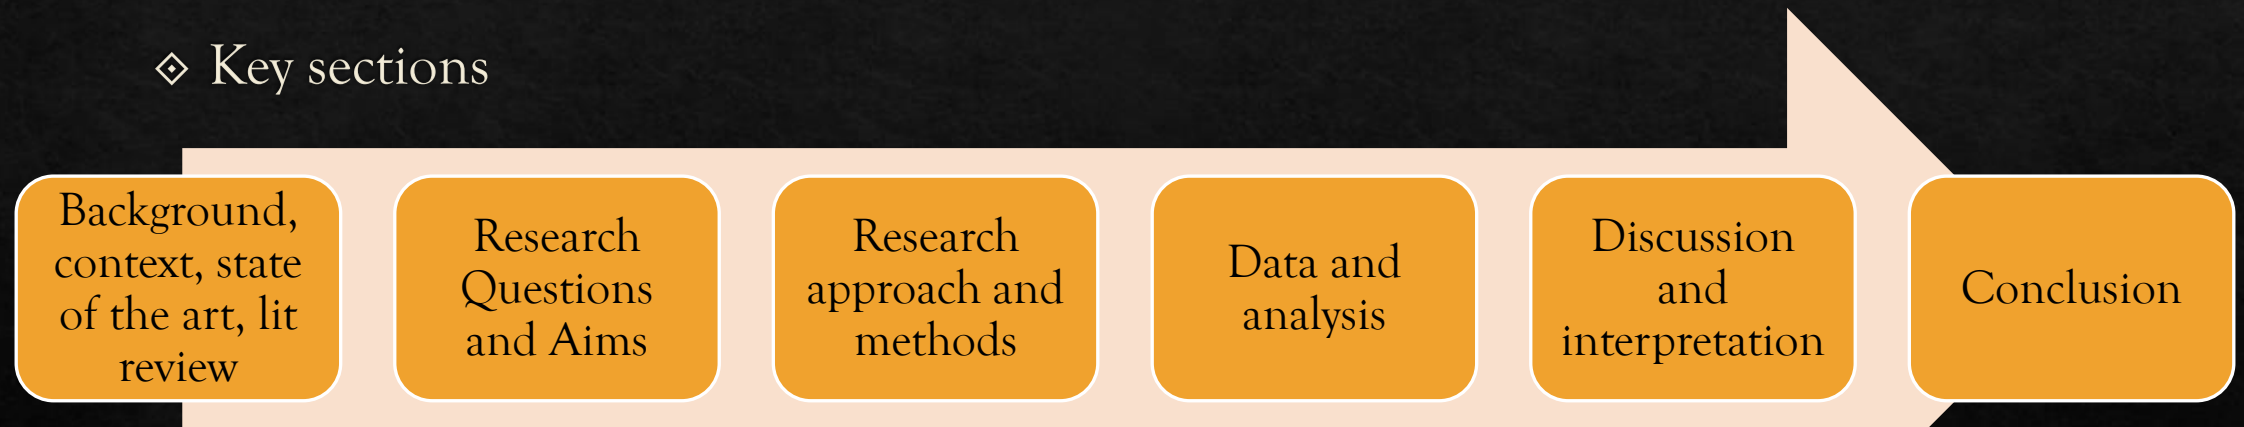 Key sections
Background,
context, state
of the art, lit
review
Research
Questions
and Aims
Research
approach and
methods
Data and
analysis
Discussion
and
interpretation
Conclusion